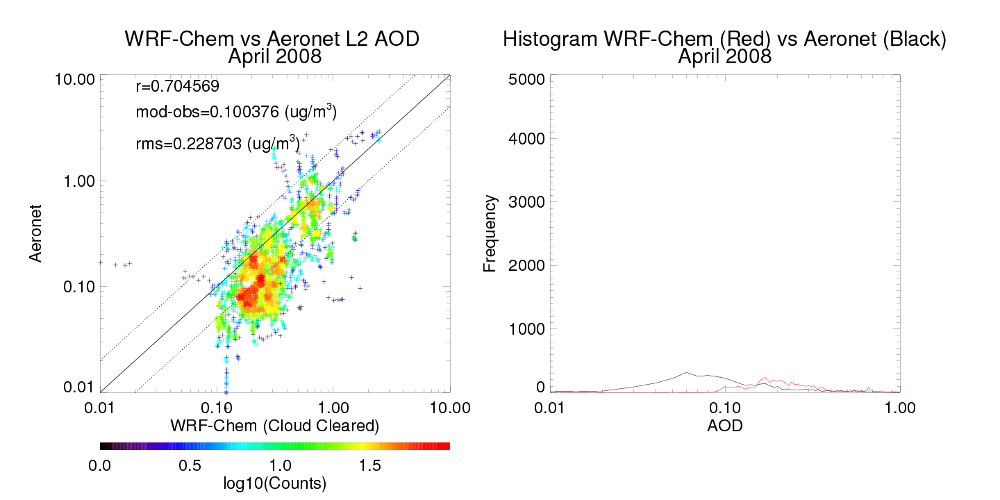 WRF-Chem vs Aeronet L2 AOD
April 2008
10.00
1.00
0.10
0.01
Aeronet
r=0.704569
mod-obs=0.100376 (ug/m³)
rms=0.228703 (ug/m³)
0.01 0.10 1.00 10.00
WRF-Chem (Cloud Cleared)
0.0 0.5 1.0 1.5
log10(Counts)
Histogram WRF-Chem (Red) vs Aeronet (Black)
April 2008
5000
4000
3000
2000
1000
0
Frequency
0.01 0.10 1.00
AOD